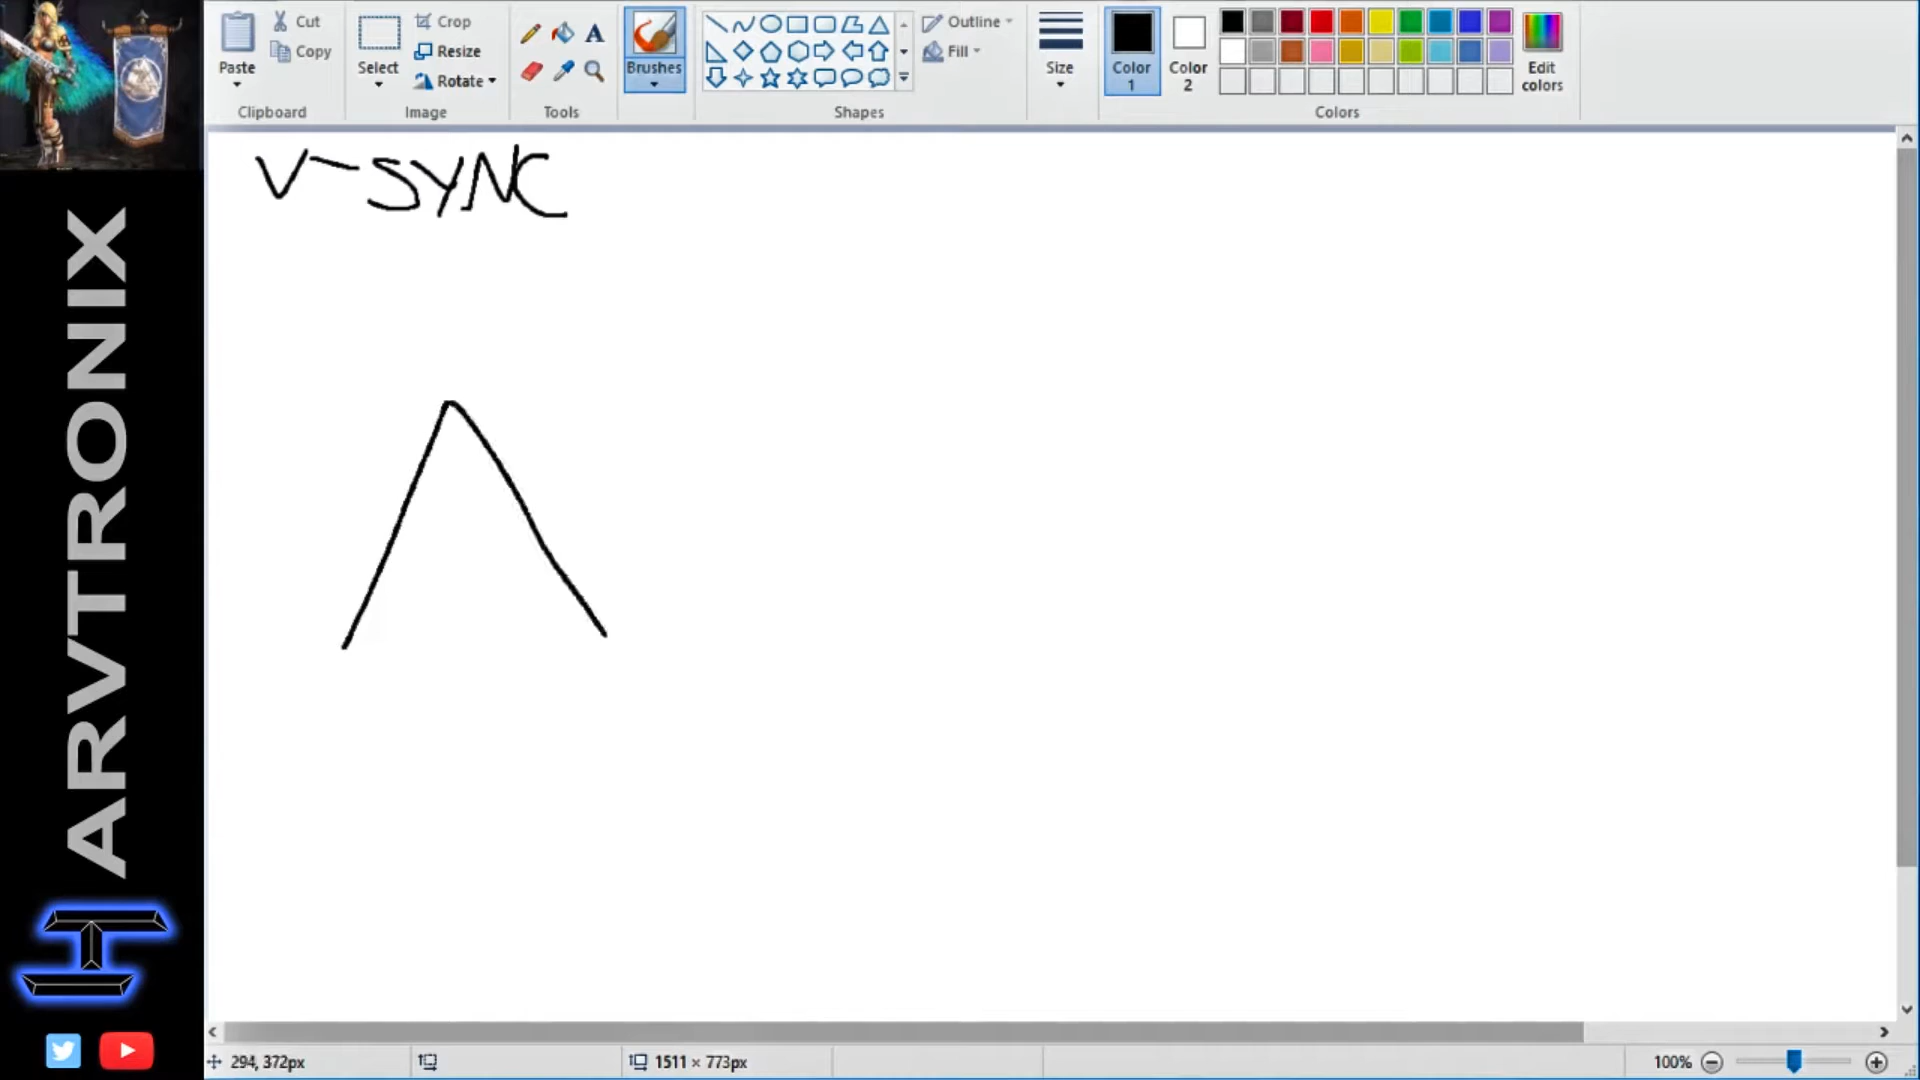 Paste
Cut
Copy
Clipboard
Select
Crop
Resize
Rotate
Image
A
Tools
Brushes
Shapes
Outline
Fill
Size
Color 1
Color 2
Edit colors
Colors
V-SYNC
ARVTRONIX
294, 372px
1511 × 773px
100%